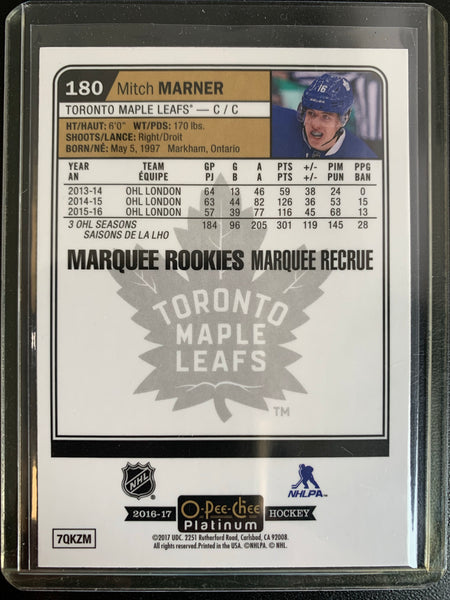 180 Mitch MARNER
16
TORONTO MAPLE LEAFS® — C / C
HT/HAUT: 6'0" WT/PDS: 170 lbs.
SHOOTS/LANCE: Right/Droit
BORN/NÉ: May 5, 1997 Markham, Ontario
YEAR TEAM GP G A PTS +/- PIM PPG
AN ÉQUIPE PJ B A PTS +/- PUN BAN
2013-14 OHL LONDON 64 13 46 59 38 24 0
2014-15 OHL LONDON 63 44 82 126 36 53 15
2015-16 OHL LONDON 57 39 77 116 45 68 13
3 OHL SEASONS 184 96 205 301 119 145 28
SAISONS DE LA LHO
MARQUEE ROOKIES MARQUEE RECRUE
TORONTO
MAPLE
LEAFS
TM
NHL NHLPA
2016-17 O-Pee-Chee HOCKEY
Platinum
7QKZM
©2017 UDC. 2251 Rutherford Road, Carlsbad, CA 92008.
All rights reserved.Printed in the USA. ©NHLPA. © NHL.